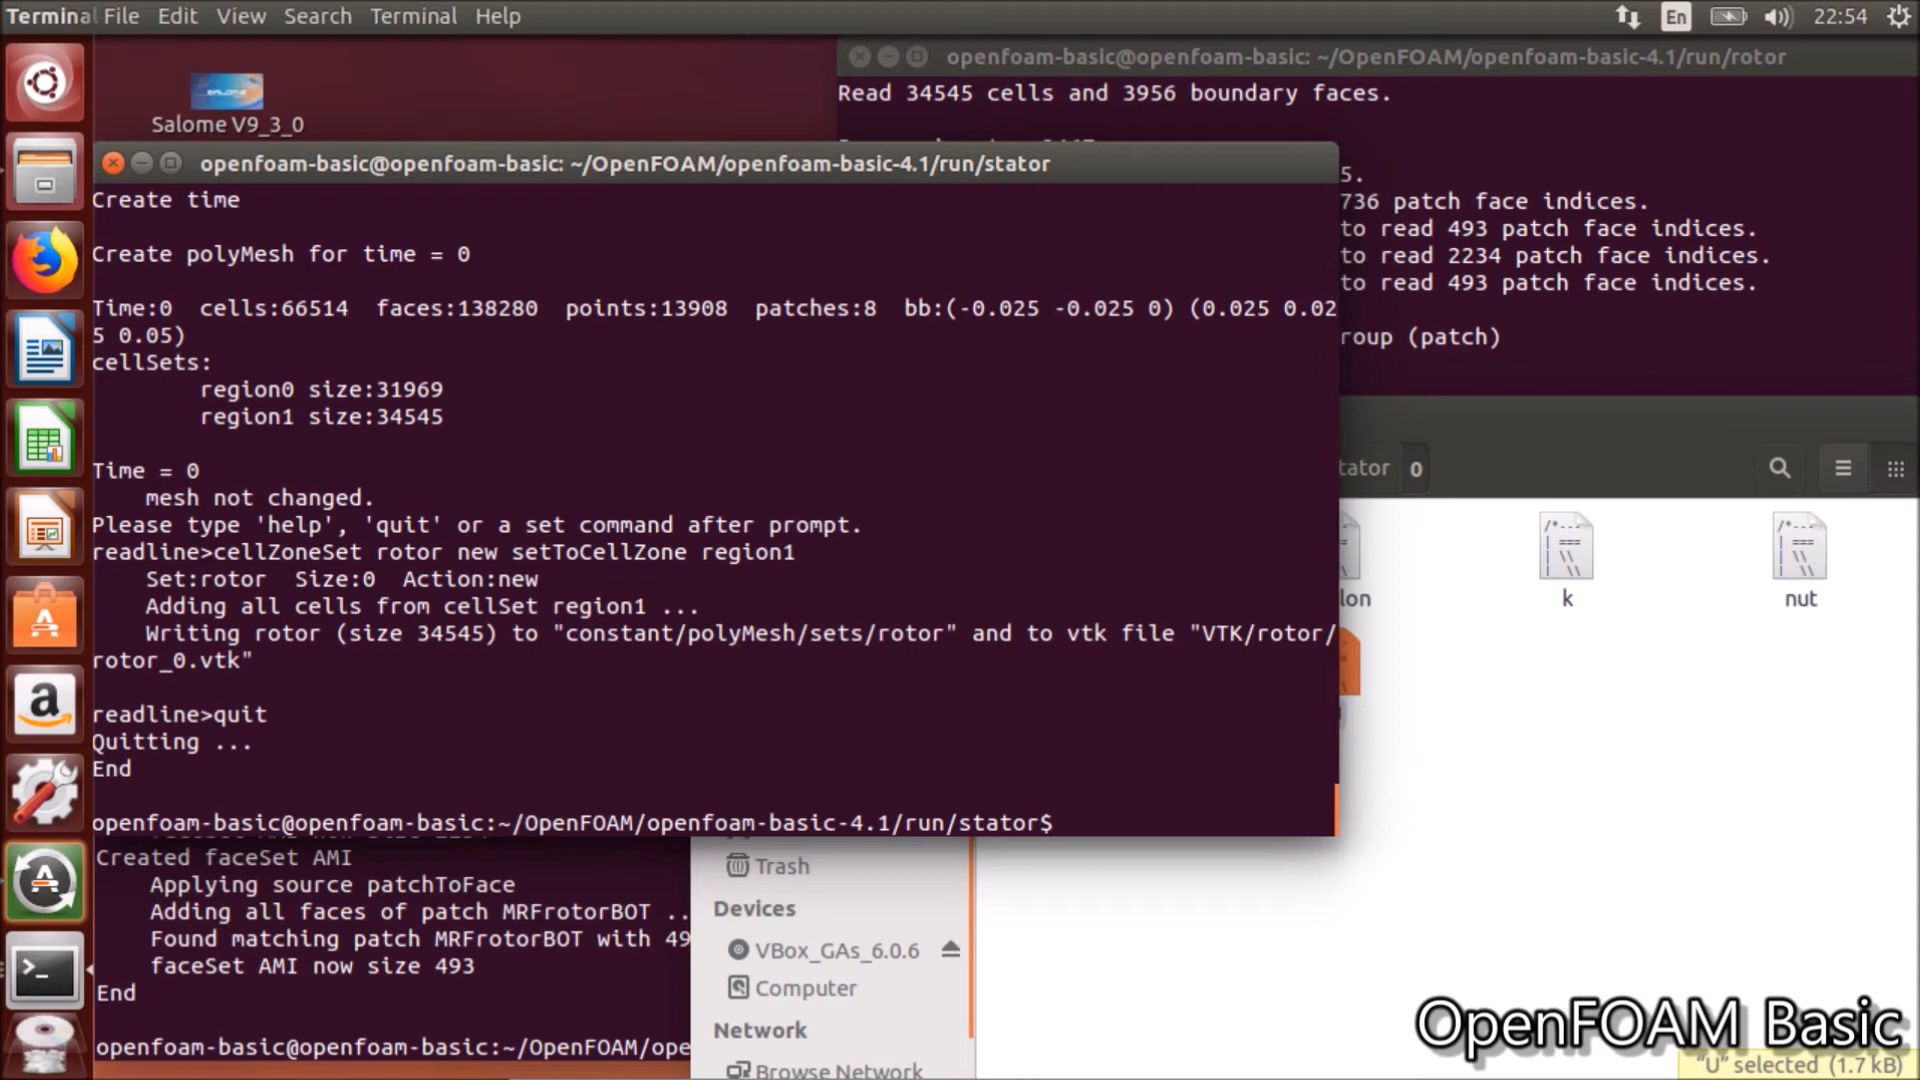 Terminal File Edit View Search Terminal Help
En
22:54
openfoam-basic@openfoam-basic: ~/OpenFOAM/openfoam-basic-4.1/run/rotor
Read 34545 cells and 3956 boundary faces.
Salome V9_3_0
openfoam-basic@openfoam-basic: ~/OpenFOAM/openfoam-basic-4.1/run/stator
Create time
Create polyMesh for time = 0
Time:0 cells:66514 faces:138280 points:13908 patches:8 bb:(-0.025 -0.025 0) (0.025 0.02
5 0.05)
cellSets:
region0 size:31969
region1 size:34545
Time = 0
mesh not changed.
Please type 'help', 'quit' or a set command after prompt.
readline>cellZoneSet rotor new setToCellZone region1
Set:rotor Size:0 Action:new
Adding all cells from cellSet region1 ...
Writing rotor (size 34545) to "constant/polyMesh/sets/rotor" and to vtk file "VTK/rotor/
rotor_0.vtk"
readline>quit
Quitting ...
End
openfoam-basic@openfoam-basic:~/OpenFOAM/openfoam-basic-4.1/run/stator$
5.
736 patch face indices.
to read 493 patch face indices.
to read 2234 patch face indices.
to read 493 patch face indices.
roup (patch)
tator 0
lon
k
nut
Created faceSet AMI
Applying source patchToFace
Adding all faces of patch MRFrotorBOT ..
Found matching patch MRFrotorBOT with 49
faceSet AMI now size 493
End
openfoam-basic@openfoam-basic:~/OpenFOAM/ope
Trash
Devices
VBox_GAs_6.0.6
Computer
Network
Browse Network
OpenFOAM Basic
"U" selected (1.7 kB)